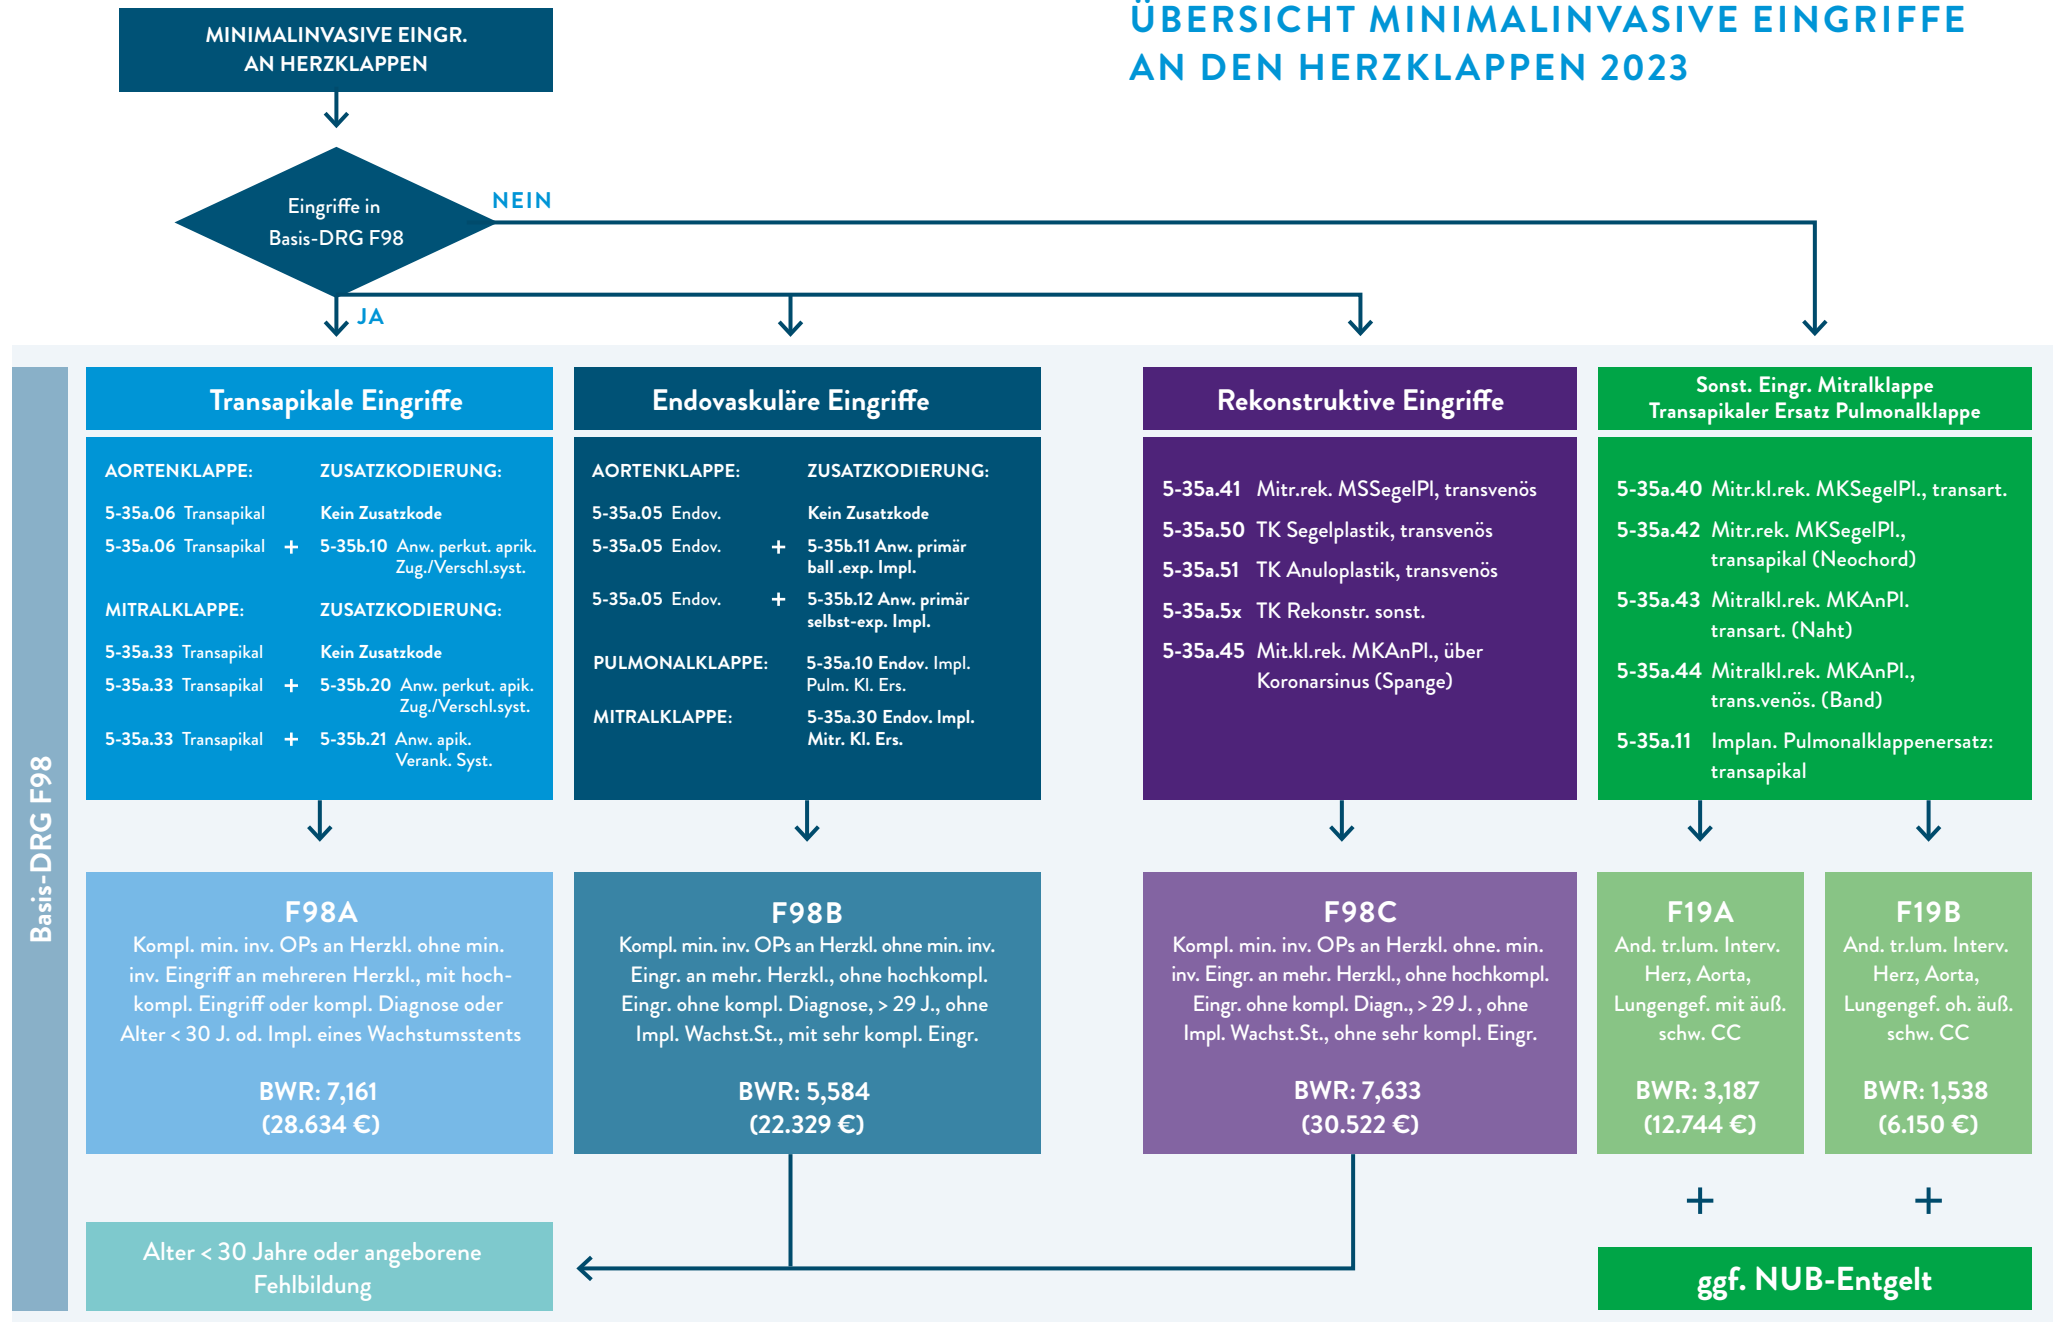 ÜBERSICHT MINIMALINVASIVE EINGRIFFE
AN DEN HERZKLAPPEN 2023
MINIMALINVASIVE EINGR.
AN HERZKLAPPEN
Eingriffe in
Basis-DRG F98
NEIN
JA
Basis-DRG F98
Transapikale Eingriffe
AORTENKLAPPE: ZUSATZKODIERUNG:
5-35a.06 Transapikal Kein Zusatzkode
5-35a.06 Transapikal + 5-35b.10 Anw. perkut. aprik.
Zug./Verschl.syst.
MITRALKLAPPE: ZUSATZKODIERUNG:
5-35a.33 Transapikal Kein Zusatzkode
5-35a.33 Transapikal + 5-35b.20 Anw. perkut. apik.
Zug./Verschl.syst.
5-35a.33 Transapikal + 5-35b.21 Anw. apik.
Verank. Syst.
Endovaskuläre Eingriffe
AORTENKLAPPE: ZUSATZKODIERUNG:
5-35a.05 Endov. Kein Zusatzkode
5-35a.05 Endov. + 5-35b.11 Anw. primär
ball .exp. Impl.
5-35a.05 Endov. + 5-35b.12 Anw. primär
selbst-exp. Impl.
PULMONALKLAPPE: 5-35a.10 Endov. Impl.
Pulm. Kl. Ers.
MITRALKLAPPE: 5-35a.30 Endov. Impl.
Mitr. Kl. Ers.
Rekonstruktive Eingriffe
5-35a.41 Mitr.rek. MSSegelPl, transvenös
5-35a.50 TK Segelplastik, transvenös
5-35a.51 TK Anuloplastik, transvenös
5-35a.5x TK Rekonstr. sonst.
5-35a.45 Mit.kl.rek. MKAnPl., über
Koronarsinus (Spange)
Sonst. Eingr. Mitralklappe
Transapikaler Ersatz Pulmonalklappe
5-35a.40 Mitr.kl.rek. MKSegelPl., transart.
5-35a.42 Mitr.rek. MKSegelPl.,
transapikal (Neochord)
5-35a.43 Mitralkl.rek. MKAnPl.
transart. (Naht)
5-35a.44 Mitralkl.rek. MKAnPl.,
trans.venös. (Band)
5-35a.11 Implan. Pulmonalklappenersatz:
transapikal
F98A
Kompl. min. inv. OPs an Herzkl. ohne min.
inv. Eingriff an mehreren Herzkl., mit hoch-
kompl. Eingriff oder kompl. Diagnose oder
Alter < 30 J. od. Impl. eines Wachstumsstents
BWR: 7,161
(28.634 €)
F98B
Kompl. min. inv. OPs an Herzkl. ohne min. inv.
Eingr. an mehr. Herzkl., ohne hochkompl.
Eingr. ohne kompl. Diagnose, > 29 J., ohne
Impl. Wachst.St., mit sehr kompl. Eingr.
BWR: 5,584
(22.329 €)
F98C
Kompl. min. inv. OPs an Herzkl. ohne. min.
inv. Eingr. an mehr. Herzkl., ohne hochkompl.
Eingr. ohne kompl. Diagn., > 29 J. , ohne
Impl. Wachst.St., ohne sehr kompl. Eingr.
BWR: 7,633
(30.522 €)
F19A
And. tr.lum. Interv.
Herz, Aorta,
Lungengef. mit äuß.
schw. CC
BWR: 3,187
(12.744 €)
F19B
And. tr.lum. Interv.
Herz, Aorta,
Lungengef. oh. äuß.
schw. CC
BWR: 1,538
(6.150 €)
+ +
Alter < 30 Jahre oder angeborene
Fehlbildung
ggf. NUB-Entgelt